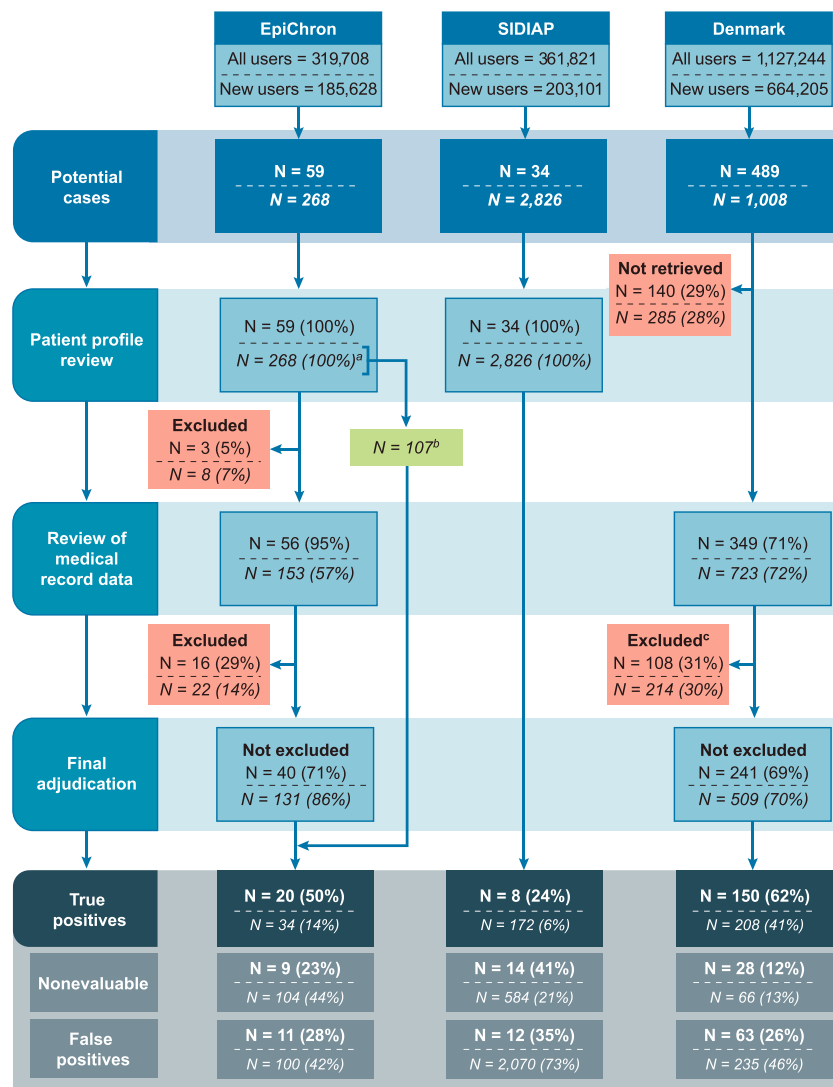 EpiChron
All users = 319,708
New users = 185,628
SIDIAP
All users = 361,821
New users = 203,101
Denmark
All users = 1,127,244
New users = 664,205
Potential
cases
N = 59
N = 268
N = 34
N = 2,826
N = 489
N = 1,008
Not retrieved
N = 140 (29%)
N = 285 (28%)
Patient profile
review
N = 59 (100%)
N = 268 (100%)ᵃ
N = 34 (100%)
N = 2,826 (100%)
Excluded
N = 3 (5%)
N = 8 (7%)
N = 107ᵇ
Review of
medical
record data
N = 56 (95%)
N = 153 (57%)
N = 349 (71%)
N = 723 (72%)
Excluded
N = 16 (29%)
N = 22 (14%)
Excludedᶜ
N = 108 (31%)
N = 214 (30%)
Final
adjudication
Not excluded
N = 40 (71%)
N = 131 (86%)
Not excluded
N = 241 (69%)
N = 509 (70%)
True
positives
N = 20 (50%)
N = 34 (14%)
N = 8 (24%)
N = 172 (6%)
N = 150 (62%)
N = 208 (41%)
Nonevaluable
N = 9 (23%)
N = 104 (44%)
N = 14 (41%)
N = 584 (21%)
N = 28 (12%)
N = 66 (13%)
False
positives
N = 11 (28%)
N = 100 (42%)
N = 12 (35%)
N = 2,070 (73%)
N = 63 (26%)
N = 235 (46%)